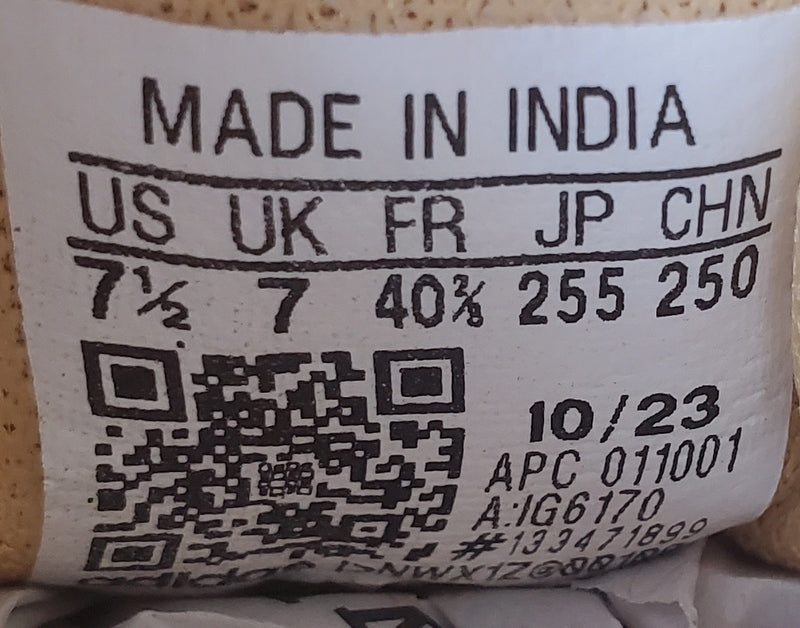 MADE IN INDIA
US UK FR JP CHN
7½ 7 40⅔ 255 250
10/23
APC 011001
A:IG6170
#133471899
adidas